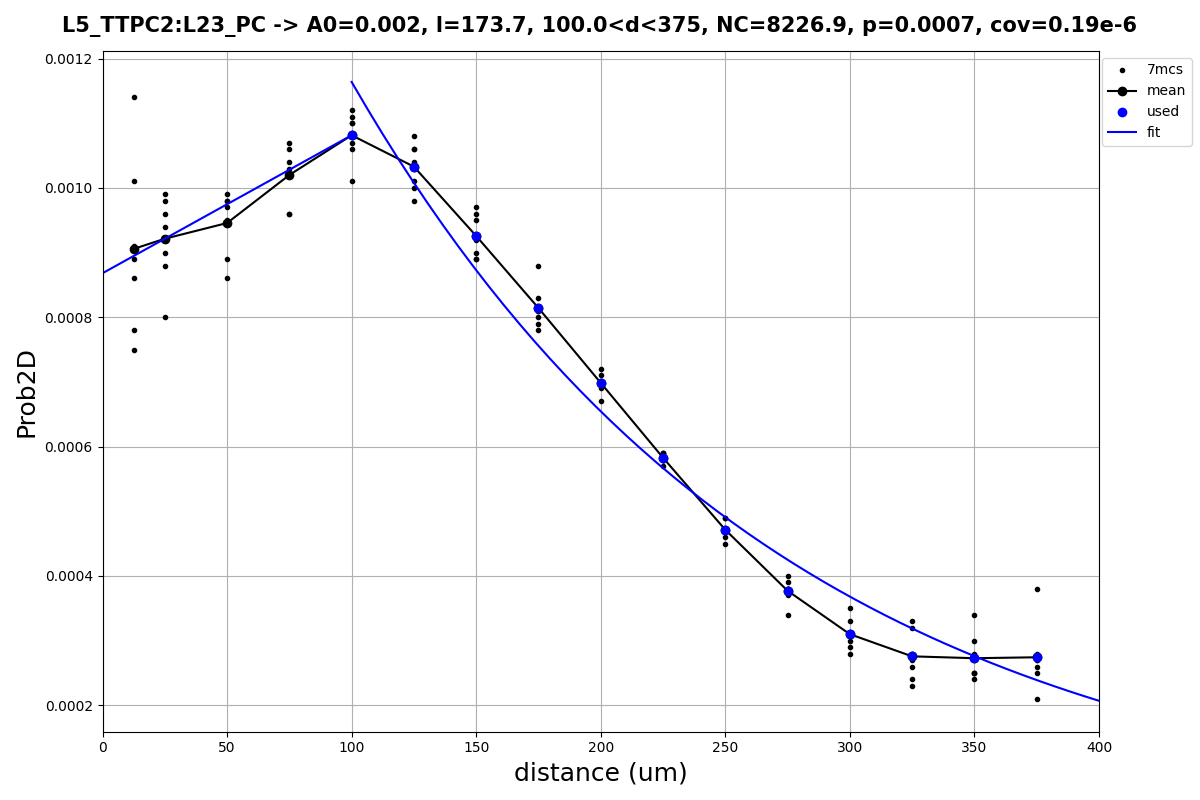 L5_TTPC2:L23_PC -> A0=0.002, l=173.7, 100.0<d<375, NC=8226.9, p=0.0007, cov=0.19e-6
0.0012
0.0010
0.0008
0.0006
0.0004
0.0002
Prob2D
7mcs
mean
used
fit
0 50 100 150 200 250 300 350 400
distance (um)